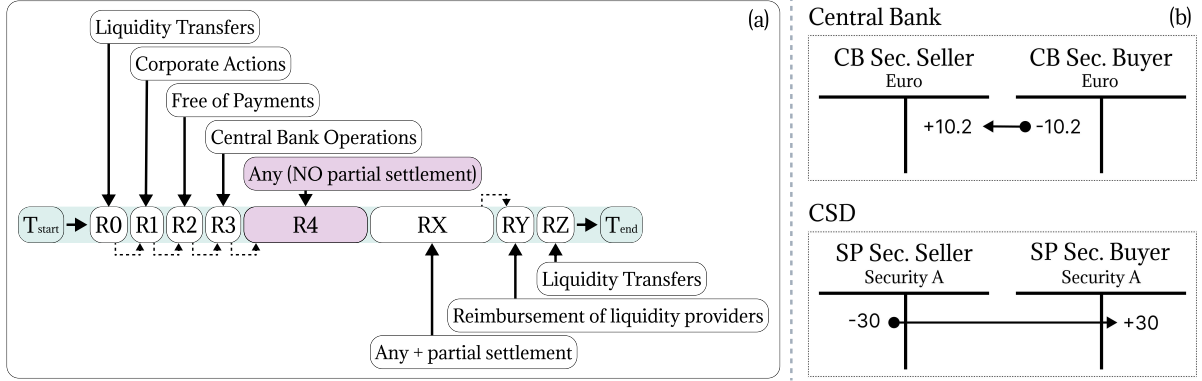 (a)
Liquidity Transfers
Corporate Actions
Free of Payments
Central Bank Operations
Any (NO partial settlement)
Tstart R0 R1 R2 R3 R4 RX RY RZ Tend
Liquidity Transfers
Reimbursement of liquidity providers
Any + partial settlement
Central Bank (b)
CB Sec. Seller CB Sec. Buyer
Euro Euro
+10.2 -10.2
CSD
SP Sec. Seller SP Sec. Buyer
Security A Security A
-30 +30